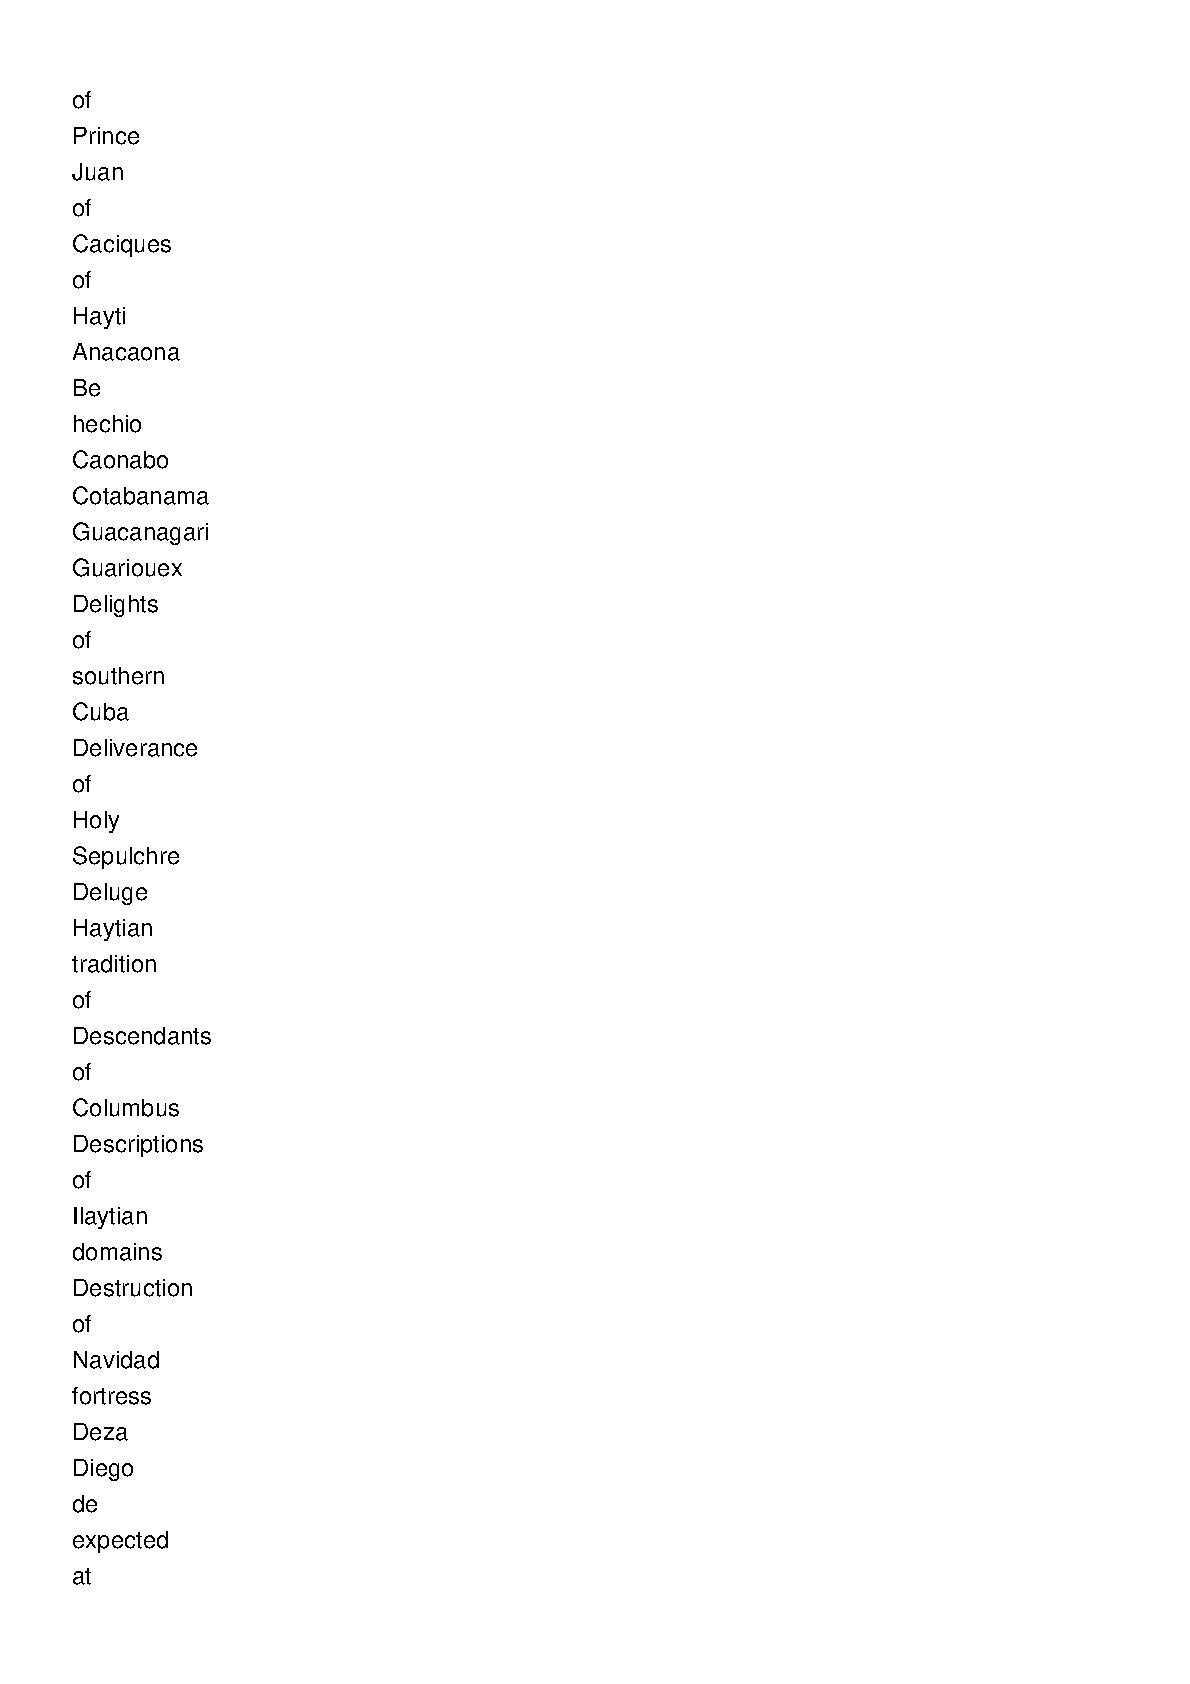 of
Prince
Juan
of
Caciques
of
Hayti
Anacaona
Be
hechio
Caonabo
Cotabanama
Guacanagari
Guariouex
Delights
of
southern
Cuba
Deliverance
of
Holy
Sepulchre
Deluge
Haytian
tradition
of
Descendants
of
Columbus
Descriptions
of
Ilaytian
domains
Destruction
of
Navidad
fortress
Deza
Diego
de
expected
at